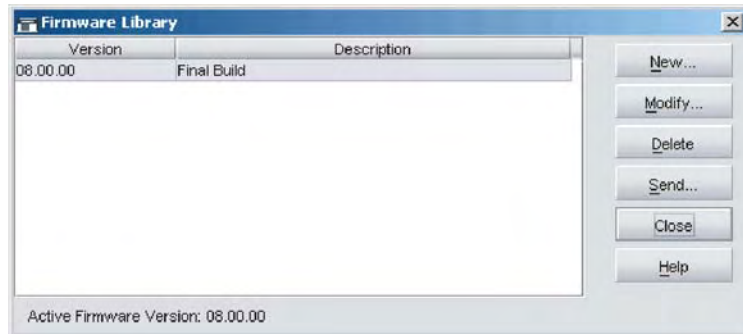 Firmware Library
Version Description
08.00.00 Final Build
New...
Modify...
Delete
Send...
Close
Help
Active Firmware Version: 08.00.00